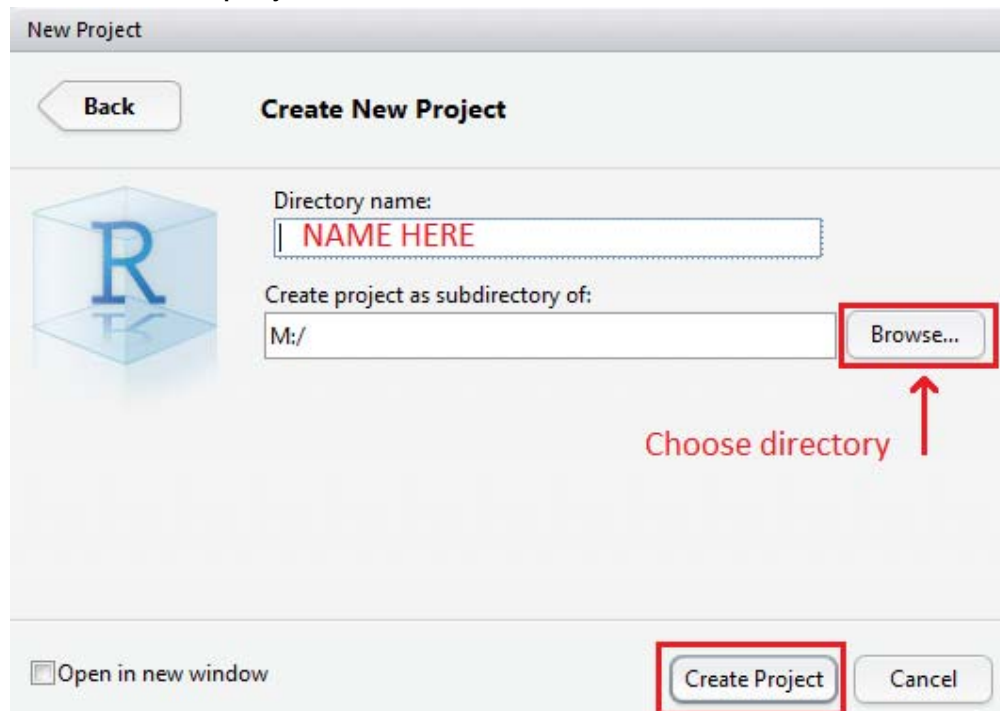 New Project
Back
Create New Project
R
Directory name:
NAME HERE
Create project as subdirectory of:
M:/
Browse...
Choose directory
Open in new window
Create Project
Cancel